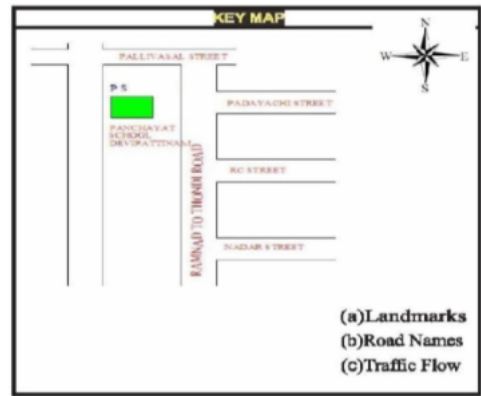 KEY MAP
N
W
E
S
PALLIVASAL STREET
P S
PADAYACHI STREET
PANCHAYAT
SCHOOL
DEVIPATTINAM
RAMNAD TO THONDI ROAD
RC STREET
NADAR STREET
(a)Landmarks
(b)Road Names
(c)Traffic Flow